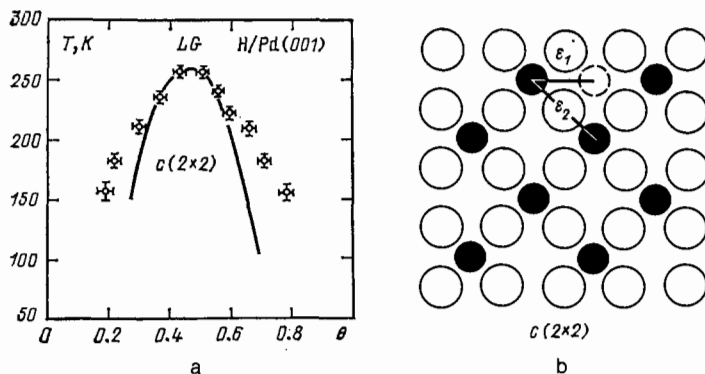 T, K LG H/Pd(001)
300
250
200
150
100
50
c(2×2)
0 0.2 0.4 0.6 0.8 θ
a
ε₁
ε₂
c(2×2)
b